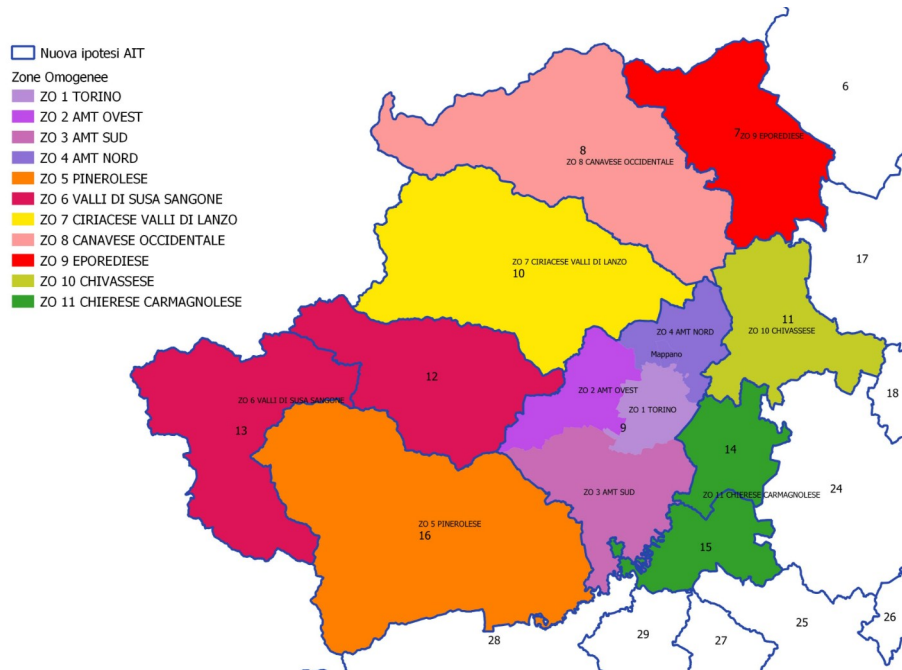 Nuova ipotesi AIT
Zone Omogenee
ZO 1 TORINO
ZO 2 AMT OVEST
ZO 3 AMT SUD
ZO 4 AMT NORD
ZO 5 PINEROLESE
ZO 6 VALLI DI SUSA SANGONE
ZO 7 CIRIACESE VALLI DI LANZO
ZO 8 CANAVESE OCCIDENTALE
ZO 9 EPOREDIESE
ZO 10 CHIVASSESE
ZO 11 CHIERESE CARMAGNOLESE
6
7 ZO 9 EPOREDIESE
8
ZO 8 CANAVESE OCCIDENTALE
17
ZO 7 CIRIACESE VALLI DI LANZO
10
11
ZO 10 CHIVASSESE
ZO 4 AMT NORD
Mappano
12
18
ZO 2 AMT OVEST
ZO 6 VALLI DI SUSA SANGONE
ZO 1 TORINO
9
13
14
24
ZO 3 AMT SUD
ZO 11 CHIERESE CARMAGNOLESE
ZO 5 PINEROLESE
16
15
28
29
27
25
26